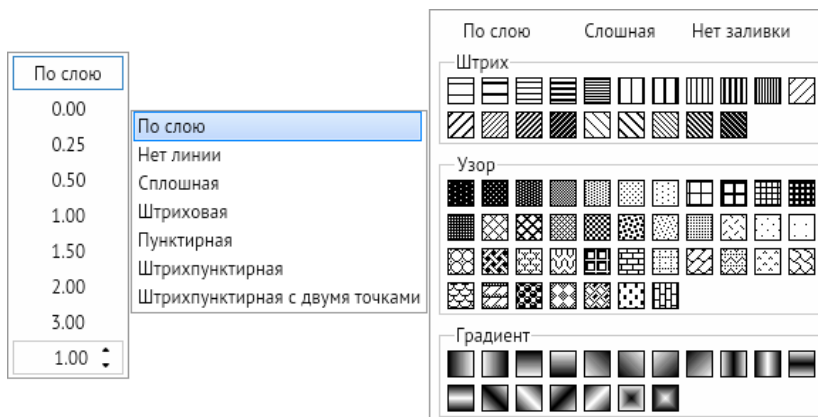 По слою
0.00
0.25
0.50
1.00
1.50
2.00
3.00
1.00
По слою
Нет линии
Сплошная
Штриховая
Пунктирная
Штрихпунктирная
Штрихпунктирная с двумя точками
По слою Слошная Нет заливки
Штрих
Узор
Градиент